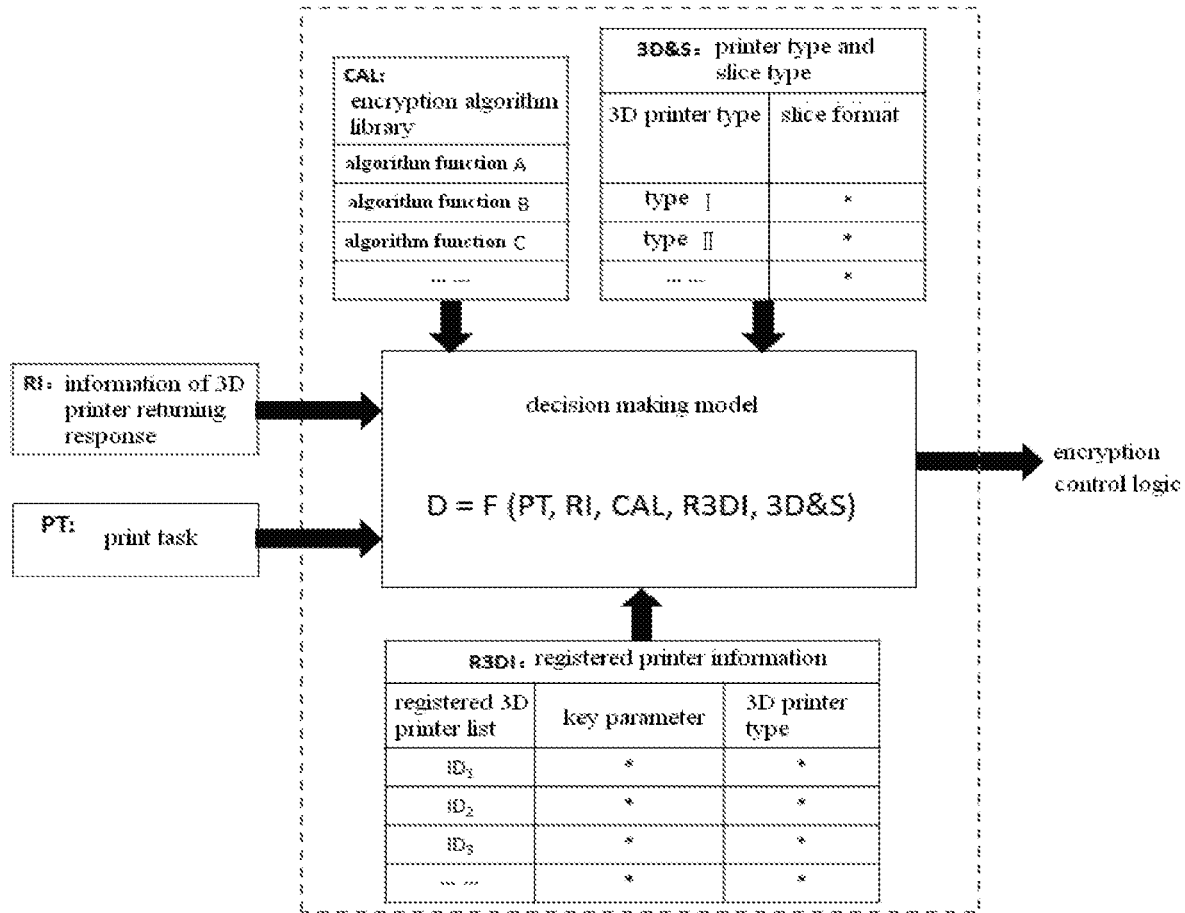 CAL:
encryption algorithm
library
algorithm function A
algorithm function B
algorithm function C
... ...
3D&S: printer type and
slice type
3D printer type slice format
type I *
type II *
... ... *
RI: information of 3D
printer returning
response
PT: print task
decision making model
D = F (PT, RI, CAL, R3DI, 3D&S)
encryption
control logic
R3DI: registered printer information
registered 3D
printer list
key parameter
3D printer
type
ID₁ * *
ID₂ * *
ID₃ * *
... ... * *